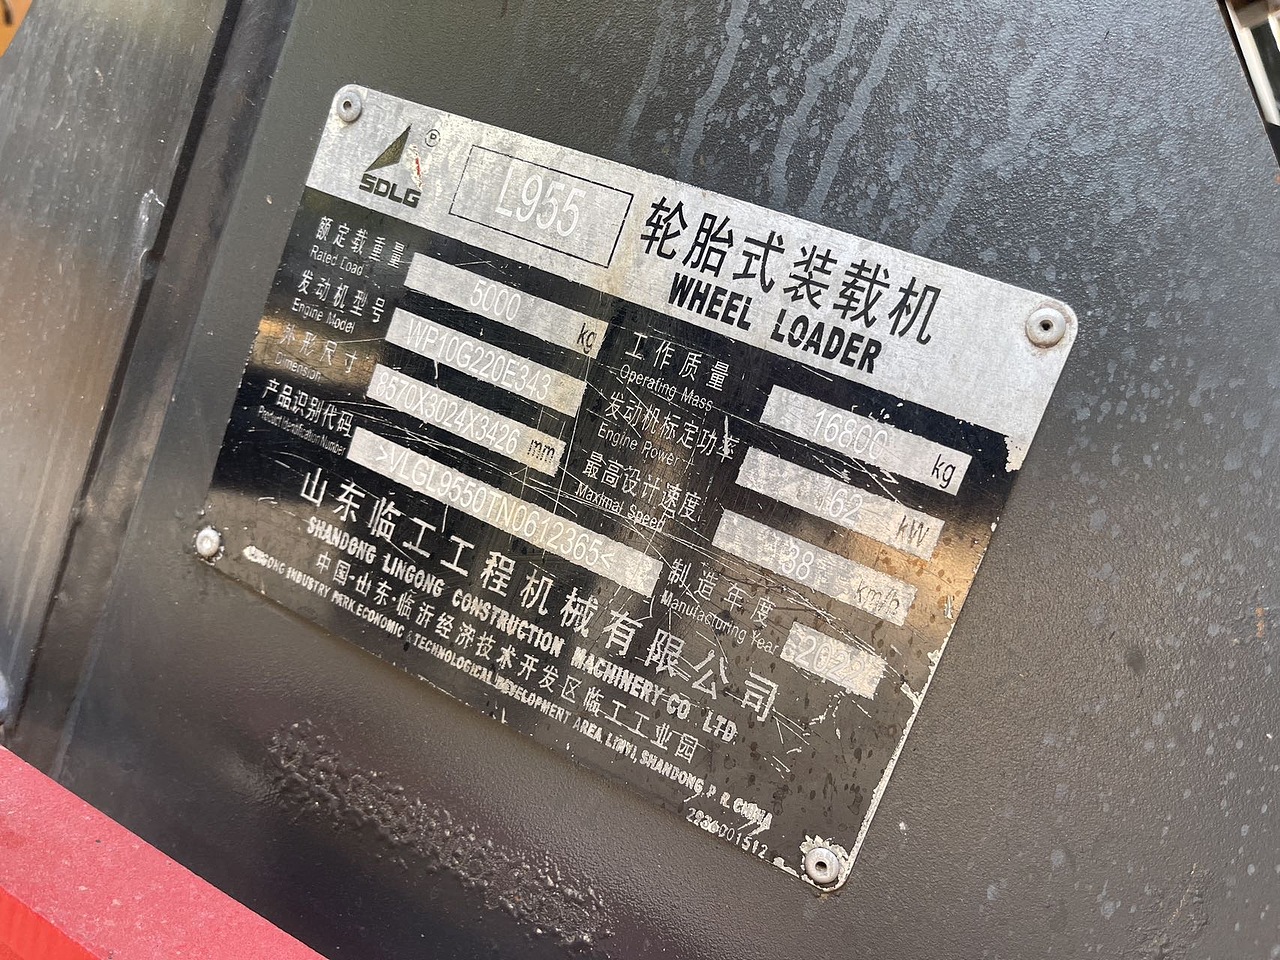 SDLG ®
L955
轮胎式装载机
WHEEL LOADER
额定载重量
Rated Load
5000 kg
工作质量
Operating Mass
16800 kg
发动机型号
Engine Model
WP10G220E343
发动机标定功率
Engine Power
162 kW
外形尺寸
Dimension
8570X3024X3426 mm
最高设计速度
Maximal Speed
38 km/h
产品识别代码
Product Identification Number
>VLGL9550TN0612365<
制造年度
Manufacturing Year
山东临工工程机械有限公司
SHANDONG LINGONG CONSTRUCTION MACHINERY CO LTD
中国·山东·临沂经济技术开发区临工工业园
LINGONG INDUSTRY PARK,ECONOMIC & TECHNOLOGICAL DEVELOPMENT AREA, LINYI, SHANDONG, P. R. CHINA
2936001512